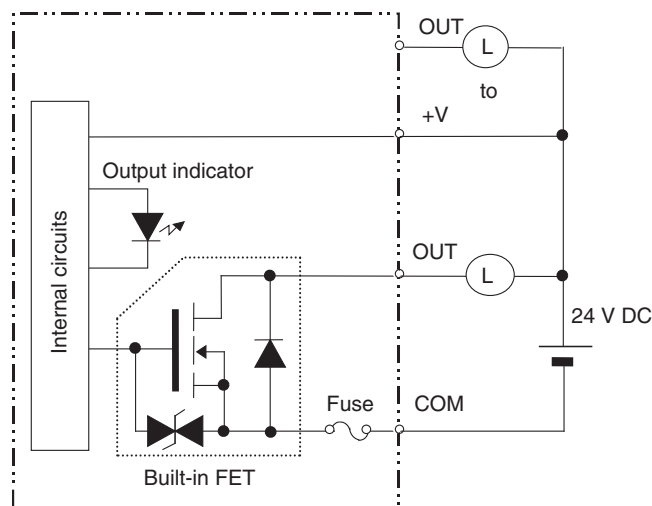 OUT
L
to
+V
Output indicator
Internal circuits
OUT
L
24 V DC
Fuse
COM
Built-in FET